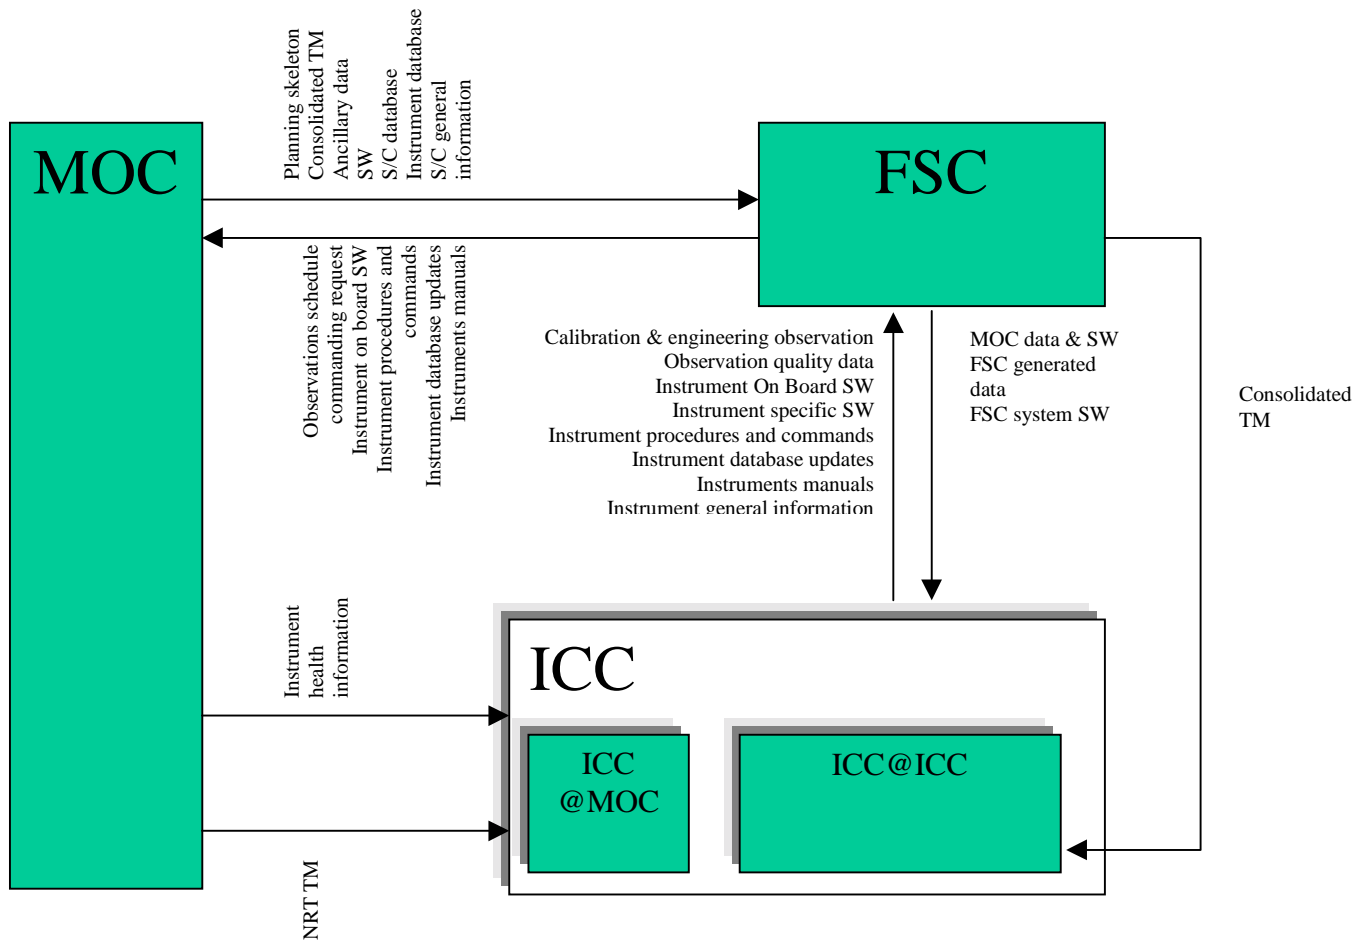 Planning skeleton
Consolidated TM
Ancillary data
SW
S/C database
Instrument database
S/C general
information
MOC
FSC
Observations schedule
commanding request
Instrument on board SW
Instrument procedures and
commands
Instrument database updates
Instruments manuals
Calibration & engineering observation
Observation quality data
Instrument On Board SW
Instrument specific SW
Instrument procedures and commands
Instrument database updates
Instruments manuals
Instrument general information
MOC data & SW
FSC generated
data
FSC system SW
Consolidated
TM
Instrument
health
information
ICC
ICC
@MOC
ICC@ICC
NRT TM